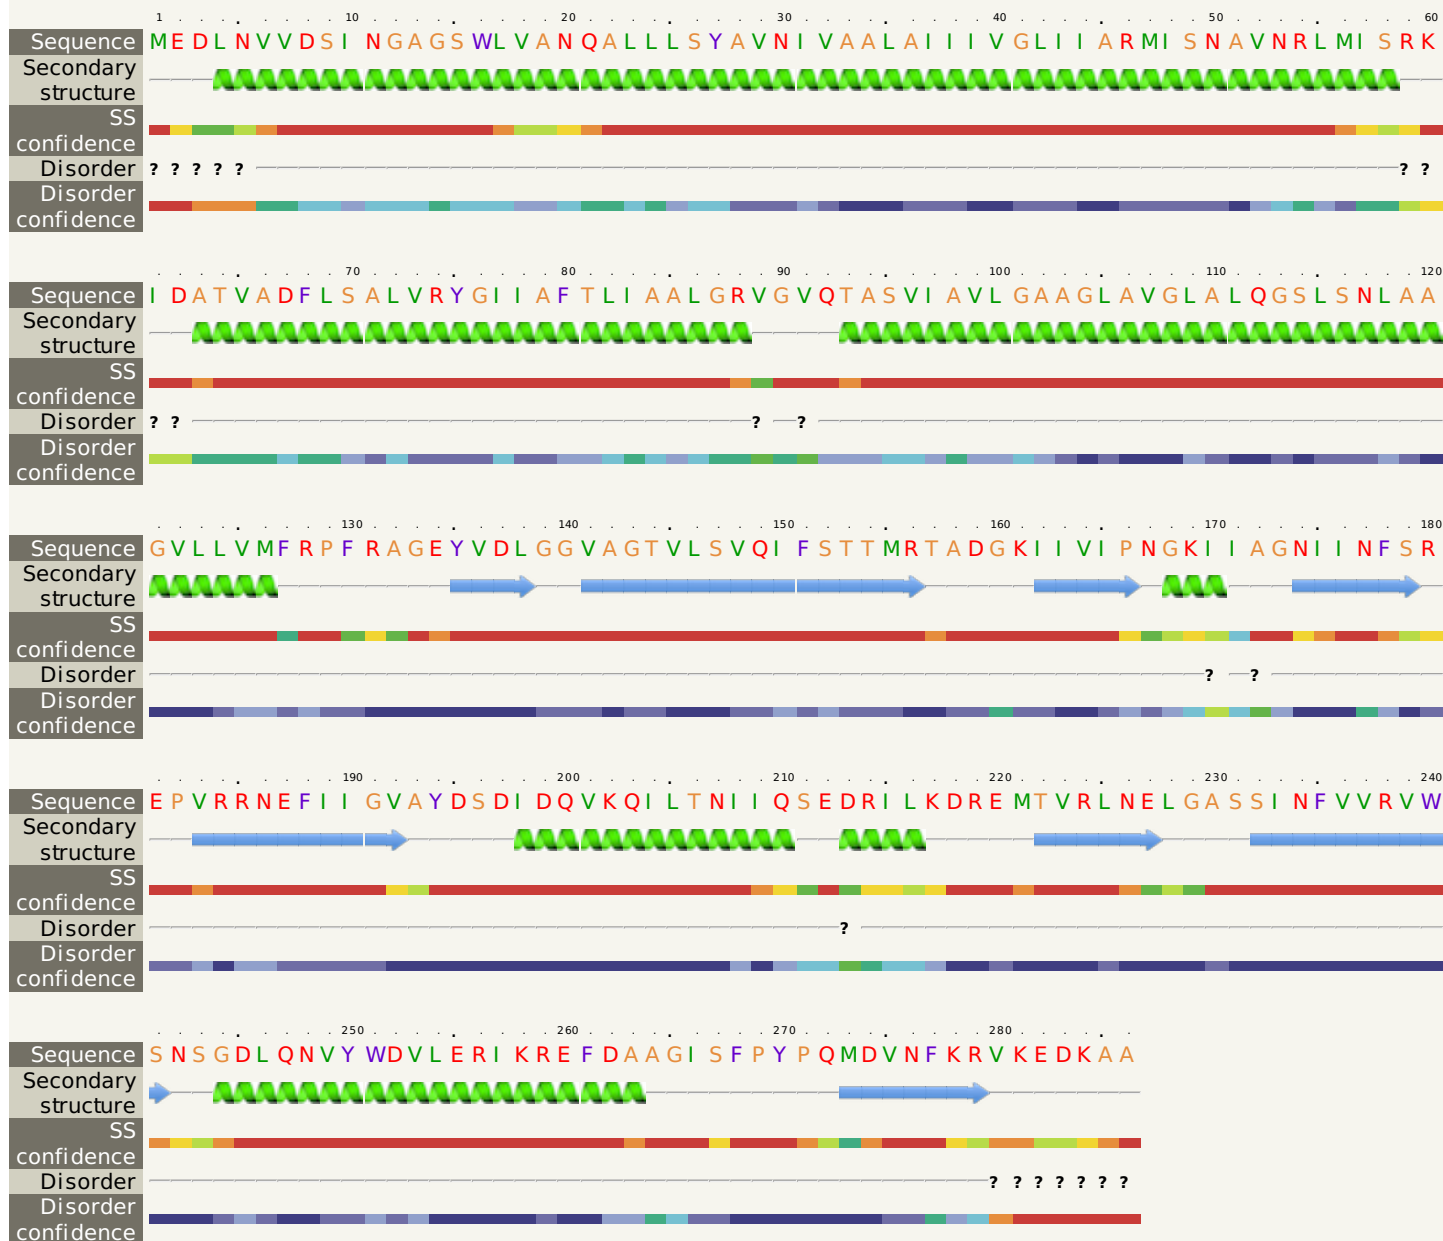 1 10 20 30 40 50 60
Sequence M E D L N V V D S I N G A G S W L V A N Q A L L L S Y A V N I V A A L A I I I V G L I I A R M I S N A V N R L M I S R K
Secondary
structure
SS
confidence
Disorder ? ? ? ? ? ? ?
Disorder
confidence
70 80 90 100 110 120
Sequence I D A T V A D F L S A L V R Y G I I A F T L I A A L G R V G V Q T A S V I A V L G A A G L A V G L A L Q G S L S N L A A
Secondary
structure
SS
confidence
Disorder ? ? ? ?
Disorder
confidence
130 140 150 160 170 180
Sequence G V L L V M F R P F R A G E Y V D L G G V A G T V L S V Q I F S T T M R T A D G K I I V I P N G K I I A G N I I N F S R
Secondary
structure
SS
confidence
Disorder ? ?
Disorder
confidence
190 200 210 220 230 240
Sequence E P V R R N E F I I G V A Y D S D I D Q V K Q I L T N I I Q S E D R I L K D R E M T V R L N E L G A S S I N F V V R V W
Secondary
structure
SS
confidence
Disorder ?
Disorder
confidence
250 260 270 280
Sequence S N S G D L Q N V Y W D V L E R I K R E F D A A G I S F P Y P Q M D V N F K R V K E D K A A
Secondary
structure
SS
confidence
Disorder ? ? ? ? ? ? ?
Disorder
confidence